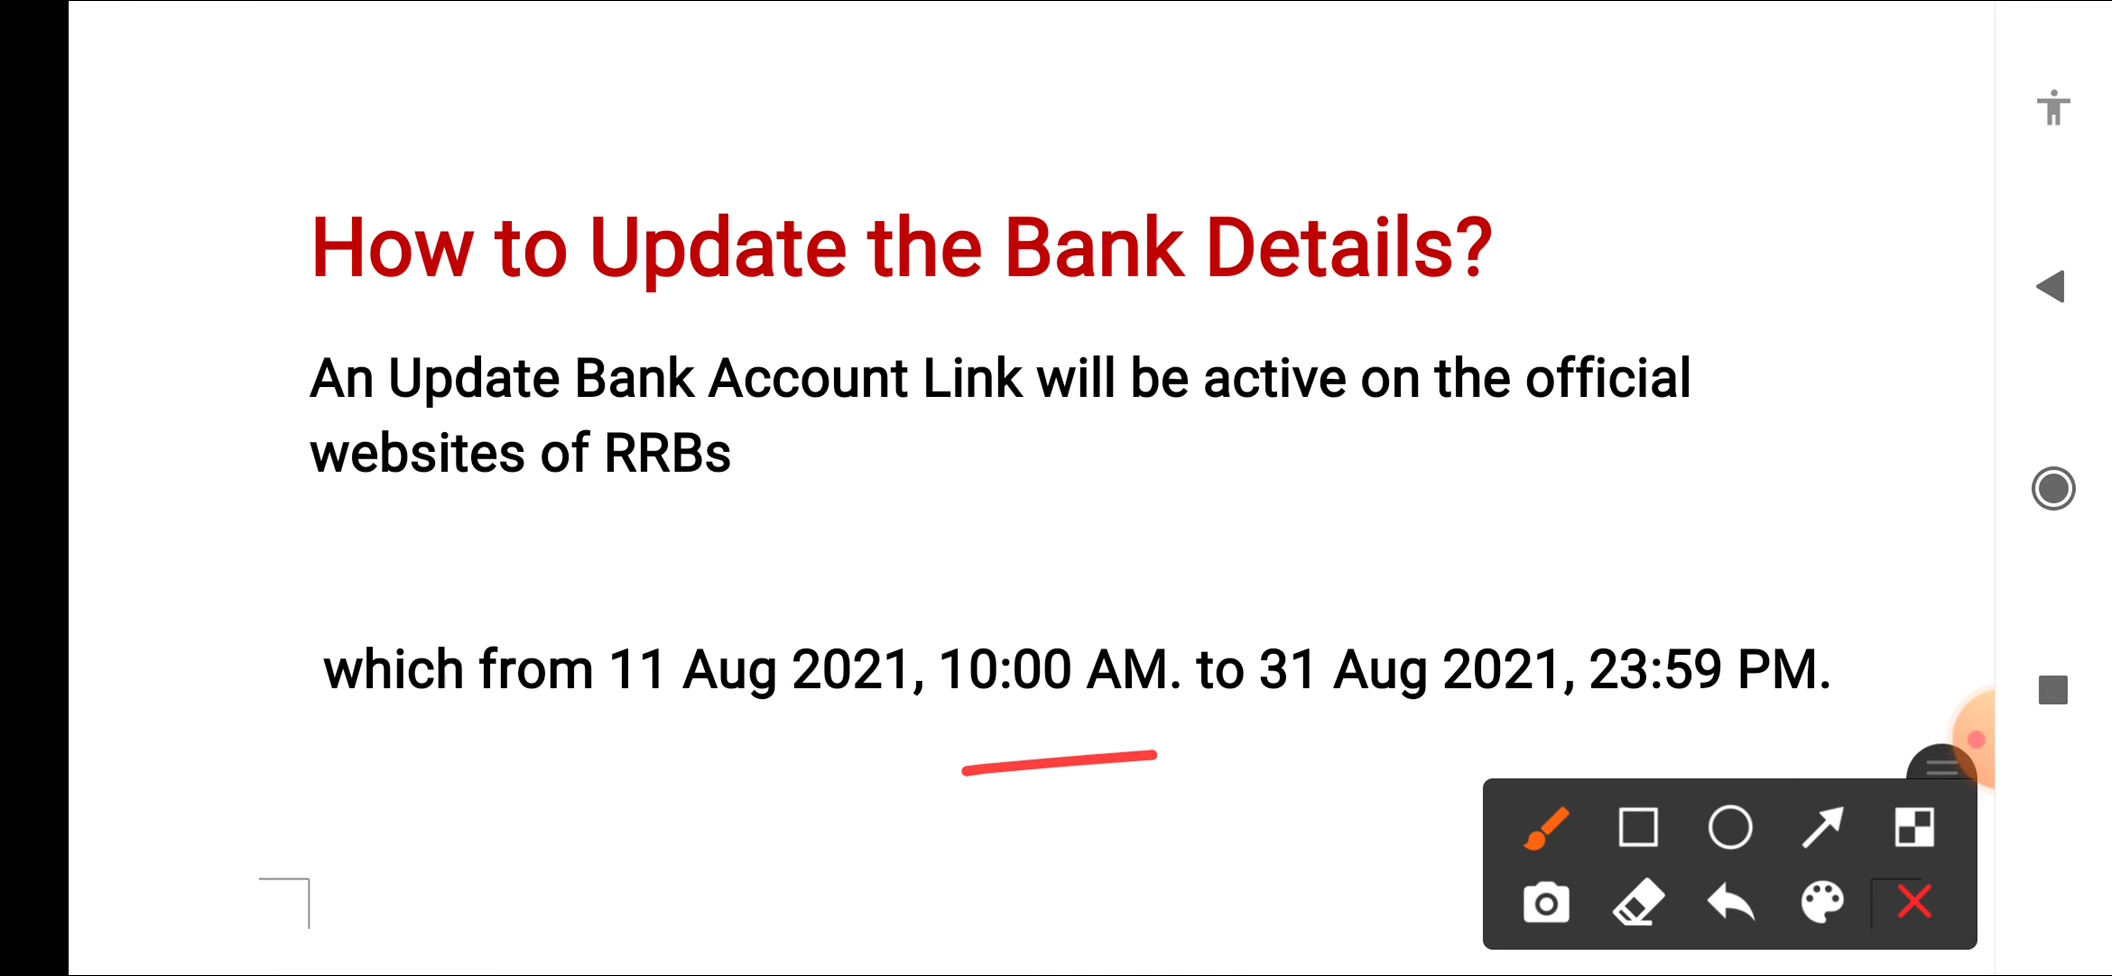 How to Update the Bank Details?
An Update Bank Account Link will be active on the official
websites of RRBs
which from 11 Aug 2021, 10:00 AM. to 31 Aug 2021, 23:59 PM.